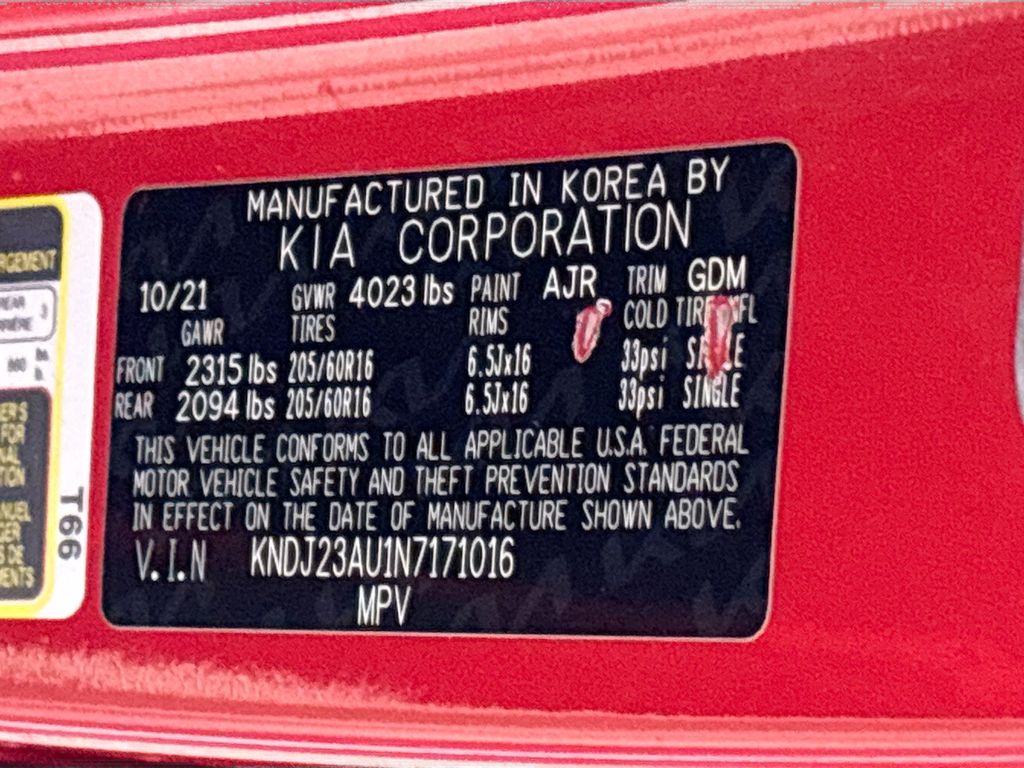 MANUFACTURED IN KOREA BY
KIA CORPORATION
10/21 GVWR 4023 lbs PAINT AJR TRIM GDM
GAWR TIRES RIMS COLD
FRONT 2315 lbs 205/60R16 6.5Jx16 33psi
REAR 2094 lbs 205/60R16 6.5Jx16 33psi SINGLE
THIS VEHICLE CONFORMS TO ALL APPLICABLE U.S.A. FEDERAL
MOTOR VEHICLE SAFETY AND THEFT PREVENTION STANDARDS
IN EFFECT ON THE DATE OF MANUFACTURE SHOWN ABOVE.
V.I.N KNDJ23AU1N7171016
MPV
T66